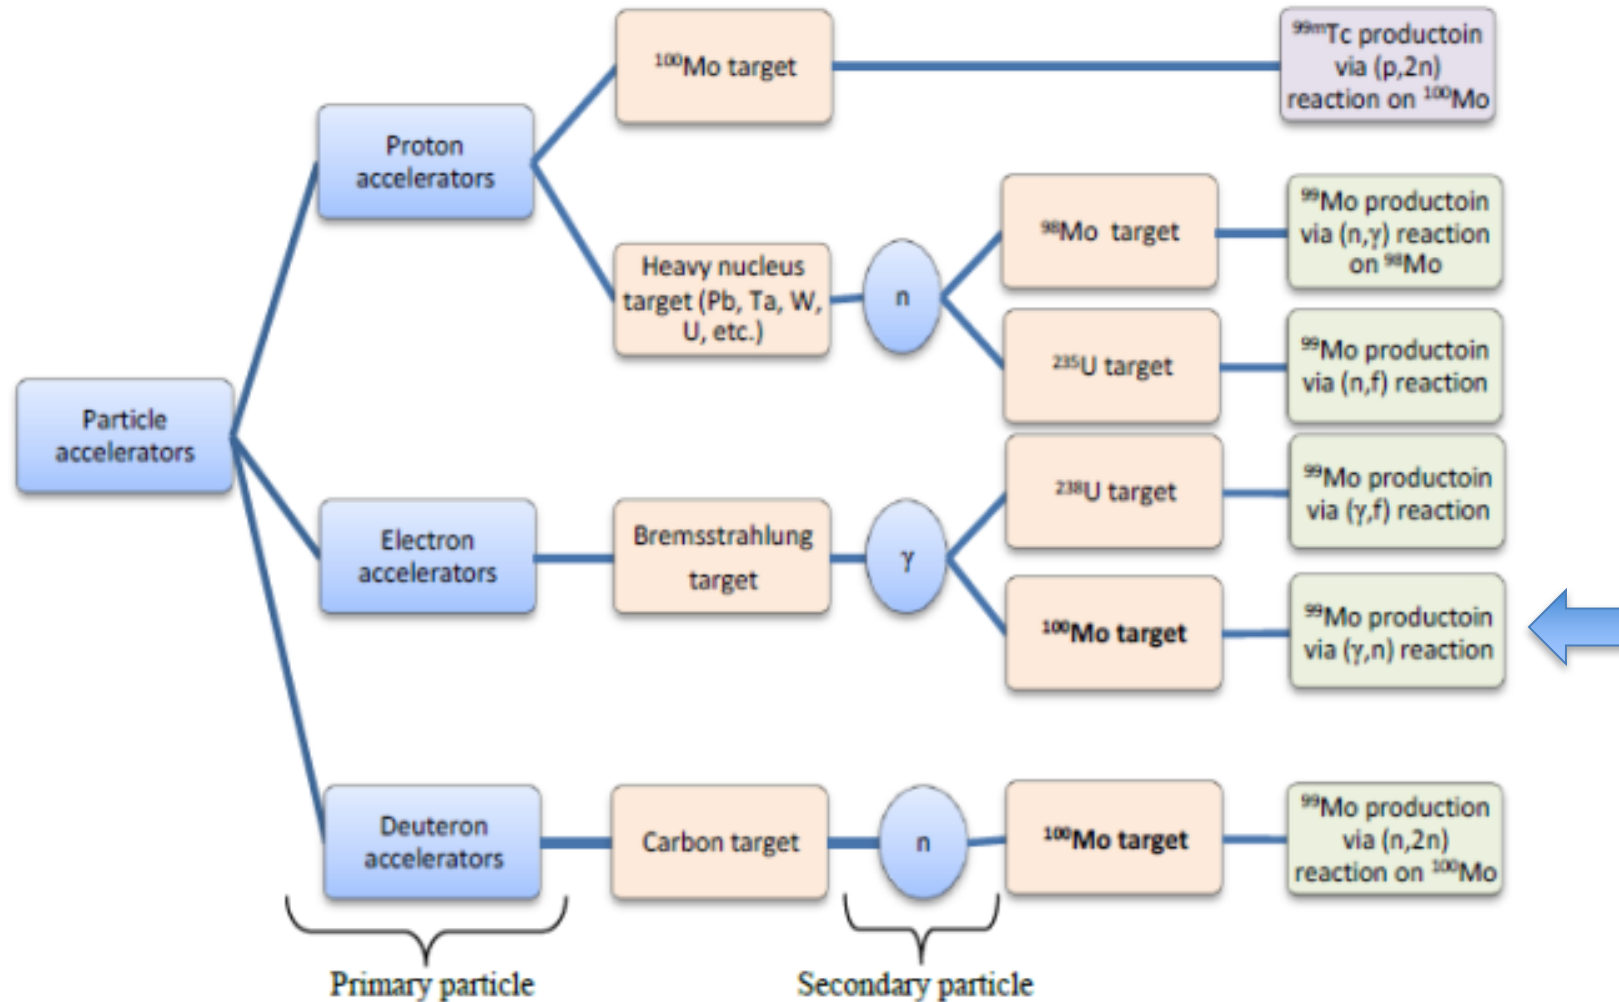 ¹⁰⁰Mo target
⁹⁹ᵐTc productoin
via (p,2n)
reaction on ¹⁰⁰Mo
Proton
accelerators
Heavy nucleus
target (Pb, Ta, W,
U, etc.)
n
⁹⁸Mo target
⁹⁹Mo productoin
via (n,γ) reaction
on ⁹⁸Mo
²³⁵U target
⁹⁹Mo productoin
via (n,f) reaction
Particle
accelerators
Electron
accelerators
Bremsstrahlung
target
γ
²³⁸U target
⁹⁹Mo productoin
via (γ,f) reaction
¹⁰⁰Mo target
⁹⁹Mo productoin
via (γ,n) reaction
Deuteron
accelerators
Carbon target
n
¹⁰⁰Mo target
⁹⁹Mo production
via (n,2n)
reaction on ¹⁰⁰Mo
Primary particle
Secondary particle